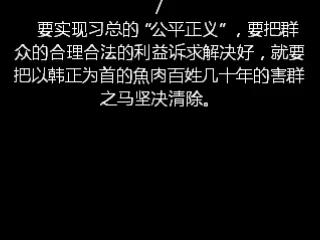 /
要实现习总的“公平正义”，要把群
众的合理合法的利益诉求解决好，就要
把以韩正为首的魚肉百姓几十年的害群
之马坚决清除。